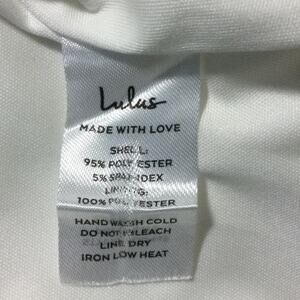 Lulus
MADE WITH LOVE
SHELL:
95% POLYESTER
5% SPANDEX
LINING:
100% POLYESTER
HAND WASH COLD
DO NOT BLEACH
LINE DRY
IRON LOW HEAT